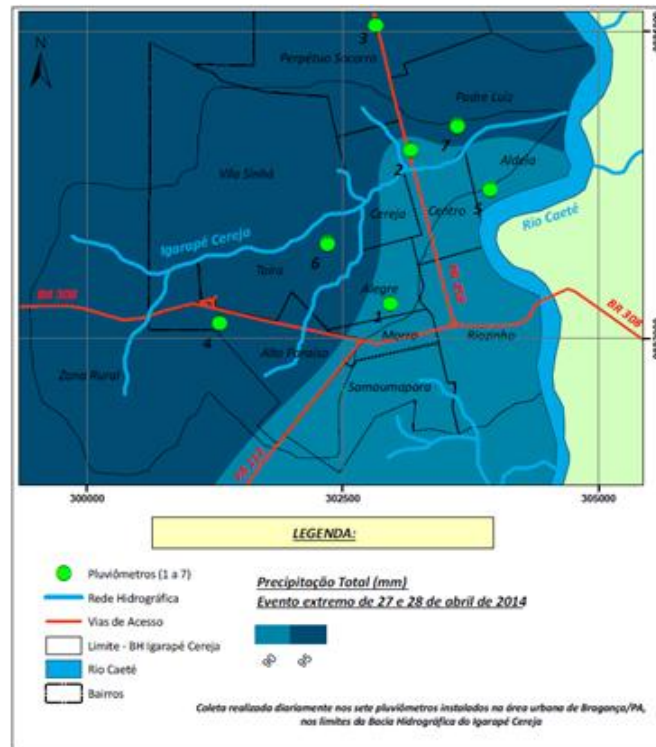 N
3
Perpétuo Socorro
Padre Luiz
7
2
Aldeia
Vila Sinhá
Cereja
Centro
5
Rio Caeté
Igarapé Cereja
6
Taíra
BR 308
Alegre
1
BR 308
4
Morro
Riozinho
Alto Paraíso
Zona Rural
Samaumapara
300000
302500
305000
LEGENDA:
Pluviômetros (1 a 7)
Rede Hidrográfica
Vias de Acesso
Limite - BH Igarapé Cereja
Rio Caeté
Bairros
Precipitação Total (mm)
Evento extremo de 27 e 28 de abril de 2014
90
95
Coleta realizada diariamente nos sete pluviômetros instalados na área urbana de Bragança/PA,
nos limites da Bacia Hidrográfica do Igarapé Cereja